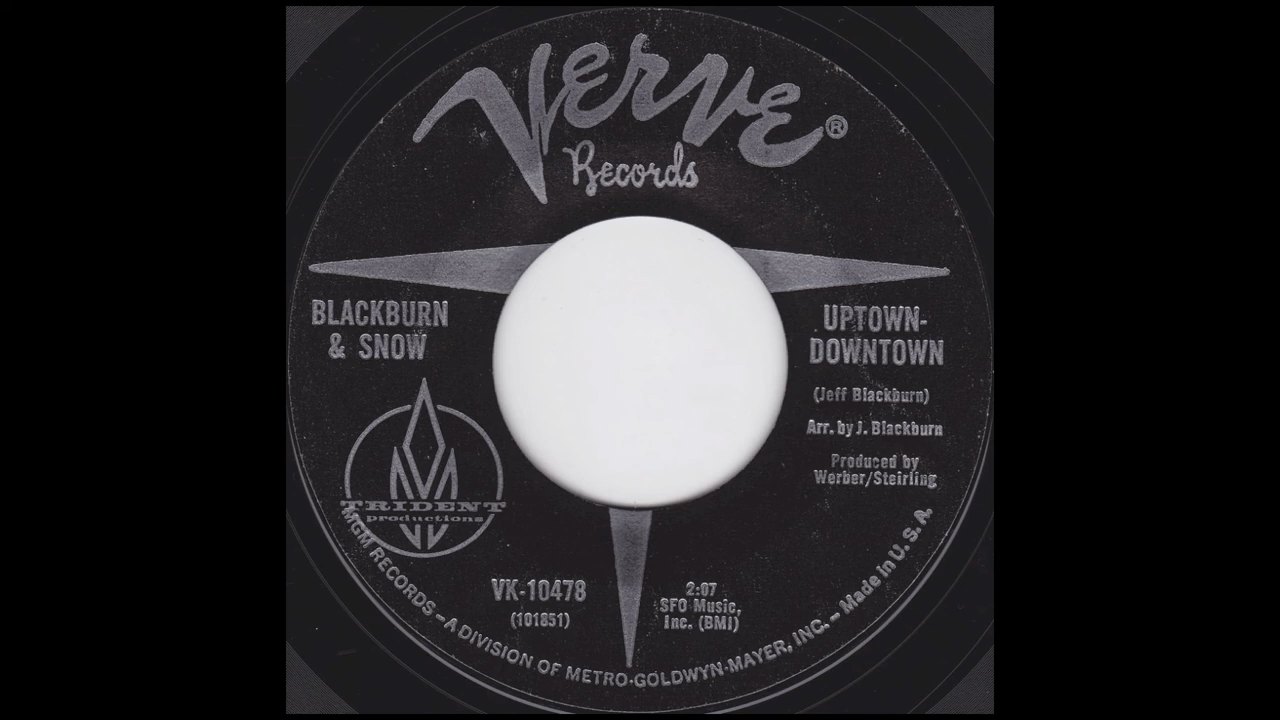 Verve®
Records
BLACKBURN
& SNOW
UPTOWN-
DOWNTOWN
(Jeff Blackburn)
Arr. by J. Blackburn
Produced by
Werber/Steirling
TRIDENT
productions
VK-10478
(101851)
2:07
SFO Music,
Inc. (BMI)
MGM RECORDS – A DIVISION OF METRO-GOLDWYN-MAYER, INC. – Made in U. S. A.